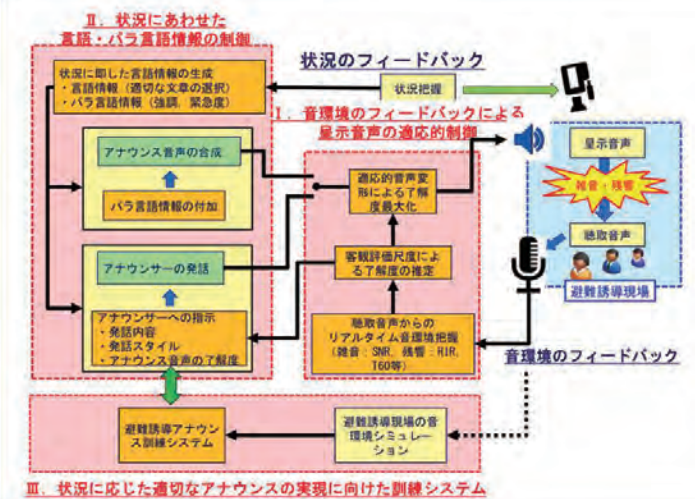 Ⅱ．状況にあわせた
言語・パラ言語情報の制御
状況のフィードバック
状況に即した言語情報の生成
・言語情報（適切な文章の選択）
・パラ言語情報（強調，緊急度）
状況把握
Ⅰ．音環境のフィードバックによる
呈示音声の適応的制御
アナウンス音声の合成
パラ言語情報の付加
適応的音声変
形による了解
度最大化
呈示音声
雑音・残響
聴取音声
避難誘導現場
アナウンサーの発話
客観評価尺度に
よる了解度の推定
アナウンサーへの指示
・発話内容
・発話スタイル
・アナウンス音声の了解度
聴取音声からの
リアルタイム音環境把握
（雑音：SNR，残響：RIR，
T60等）
音環境のフィードバック
避難誘導アナウ
ンス訓練システム
避難誘導現場の音
環境シミュレー
ション
Ⅲ．状況に応じた適切なアナウンスの実現に向けた訓練システム